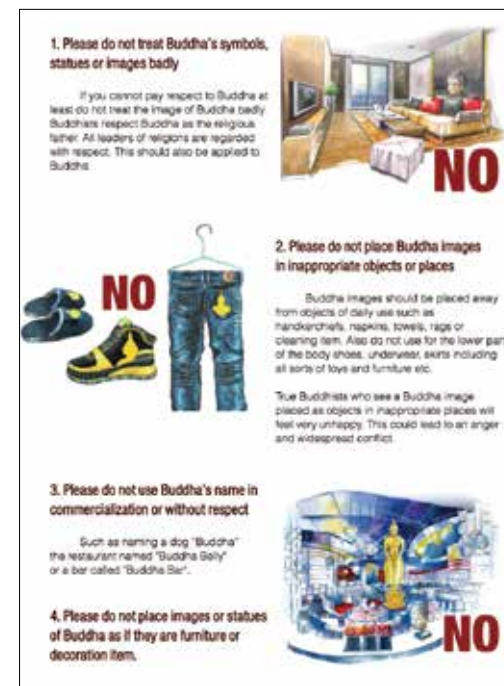 1. Please do not treat Buddha's symbols,
statues or images badly
If you cannot pay respect to Buddha at
least do not treat the image of Buddha badly.
Buddhists respect Buddha as the religious
father. All leaders of religions are regarded
with respect. This should also be applied to
Buddha.
NO
NO
2. Please do not place Buddha images
in inappropriate objects or places
Buddha images should be placed away
from objects of daily use such as
handkerchiefs, napkins, towels, rags or
cleaning item. Also do not use for the lower part
of the body shoes, underwear, skirts including
all sorts of toys and furniture etc.
True Buddhists who see a Buddha image
placed as objects in inappropriate places will
feel very unhappy. This could lead to an anger
and widespread conflict.
3. Please do not use Buddha's name in
commercialization or without respect
Such as naming a dog "Buddha"
the restaurant named "Buddha Belly"
or a bar called "Buddha Bar".
4. Please do not place images or statues
of Buddha as if they are furniture or
decoration item.
NO